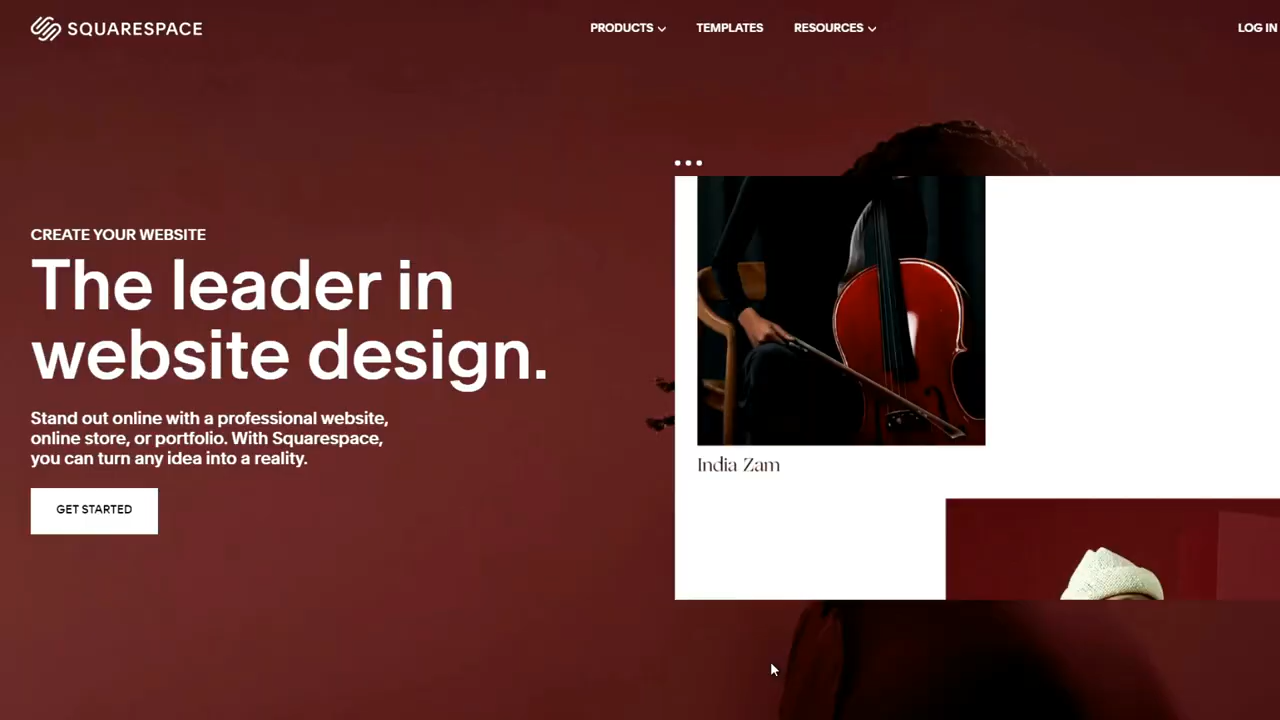 SQUARESPACE
PRODUCTS
TEMPLATES
RESOURCES
LOG IN
CREATE YOUR WEBSITE
The leader in
website design.
Stand out online with a professional website,
online store, or portfolio. With Squarespace,
you can turn any idea into a reality.
GET STARTED
India Zam